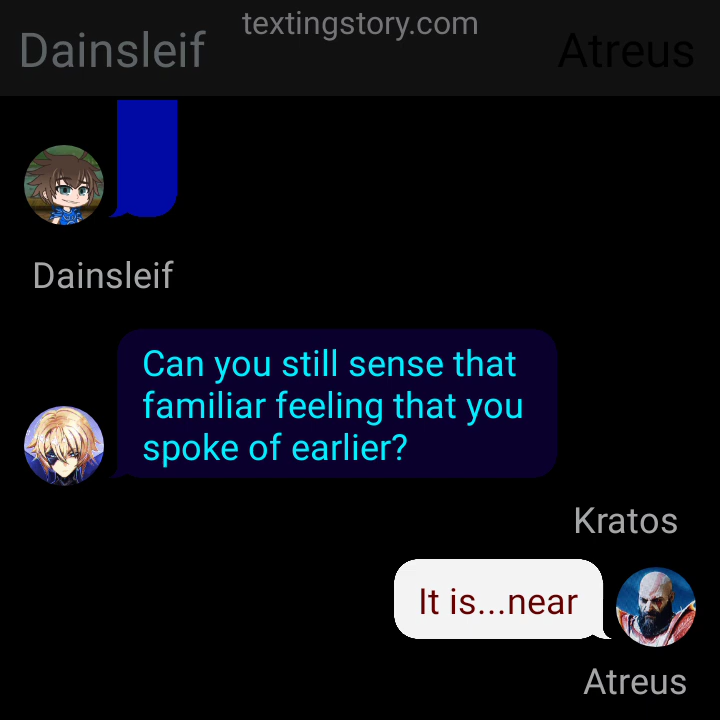 textingstory.com
Dainsleif
Atreus
Dainsleif
Can you still sense that
familiar feeling that you
spoke of earlier?
Kratos
It is...near
Atreus